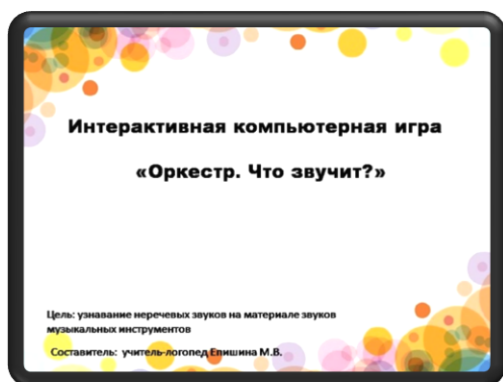 Интерактивная компьютерная игра
«Оркестр. Что звучит?»
Цель: узнавание неречевых звуков на материале звуков
музыкальных инструментов
Составитель: учитель-логопед Епишина М.В.